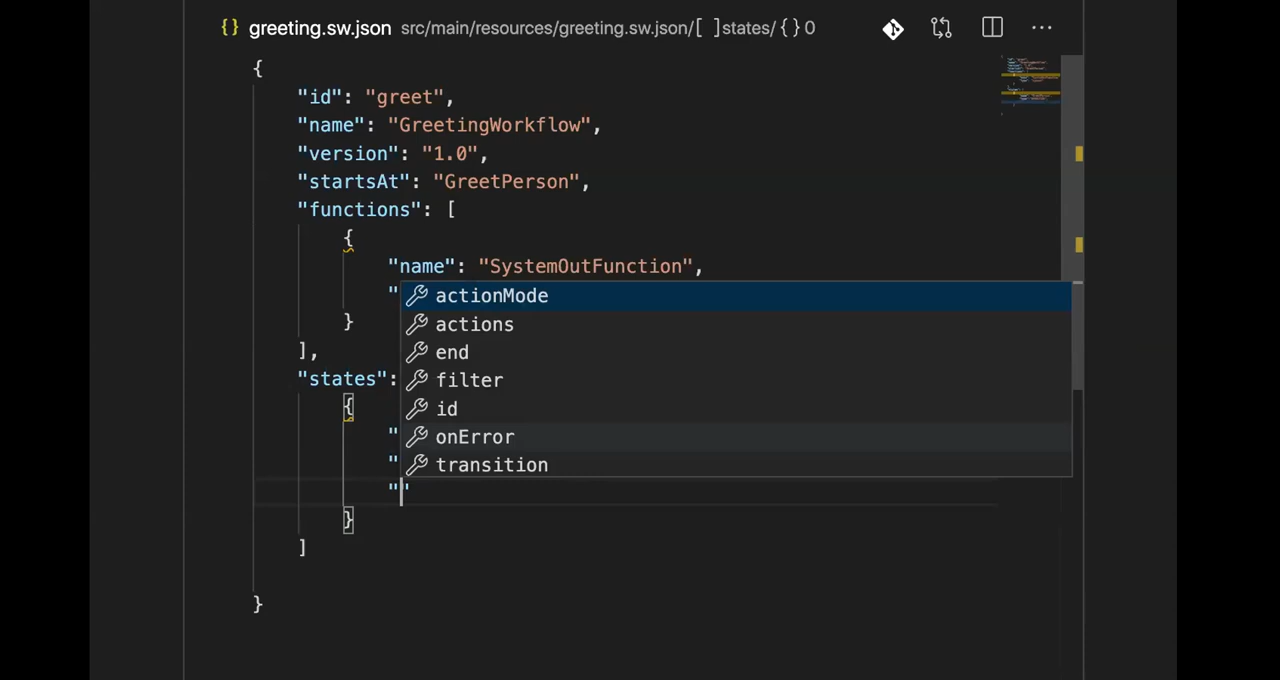 {} greeting.sw.json src/main/resources/greeting.sw.json/[ ]states/{}0
{
"id": "greet",
"name": "GreetingWorkflow",
"version": "1.0",
"startsAt": "GreetPerson",
"functions": [
{
"name": "SystemOutFunction",
"
actionMode
actions
}
end
],
filter
"states":
id
{
onError
"
transition
"
""
}
]
}